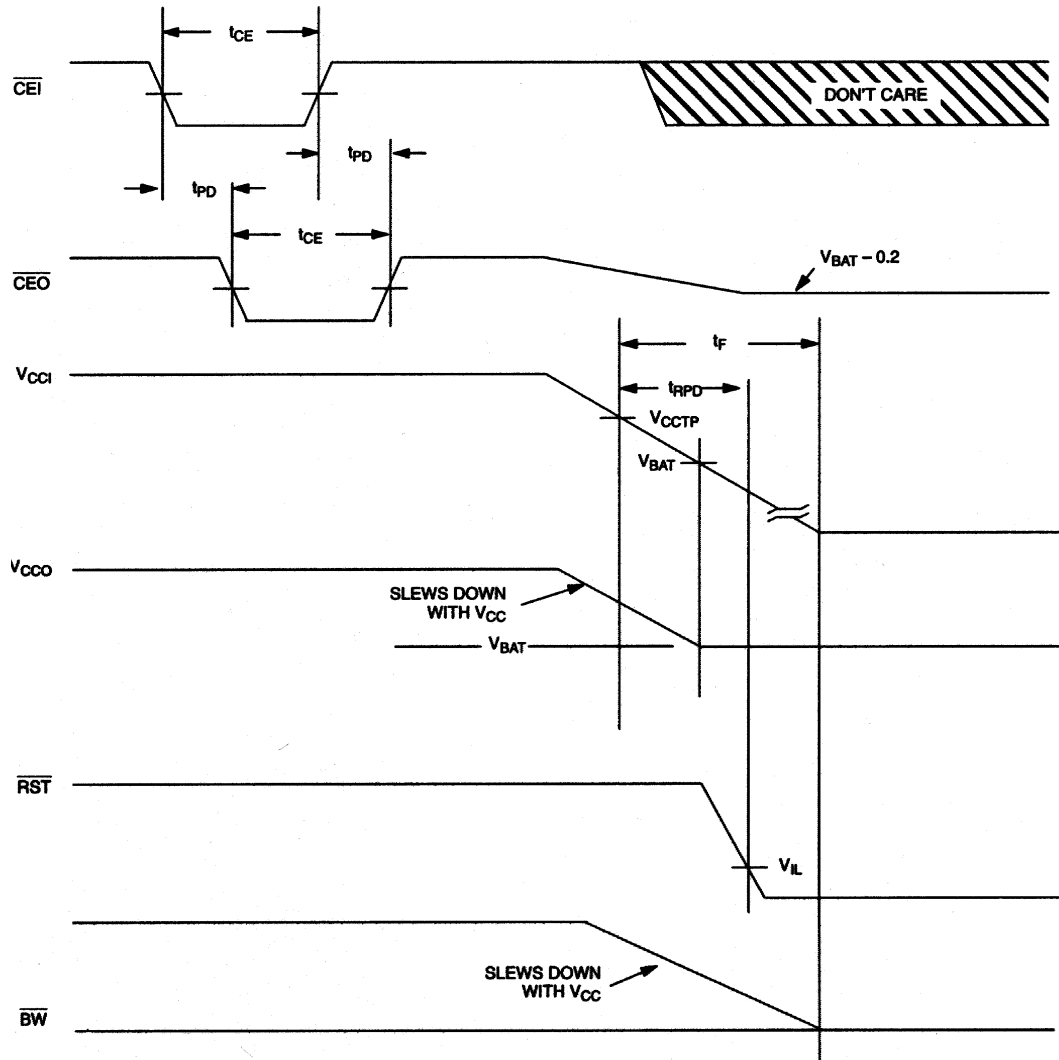 tCE
CEI
DON'T CARE
tPD
tPD
tCE
CEO
VBAT – 0.2
tF
VCCI
tRPD
VCCTP
VBAT
VCCO
SLEWS DOWN
WITH VCC
VBAT
RST
VIL
SLEWS DOWN
WITH VCC
BW